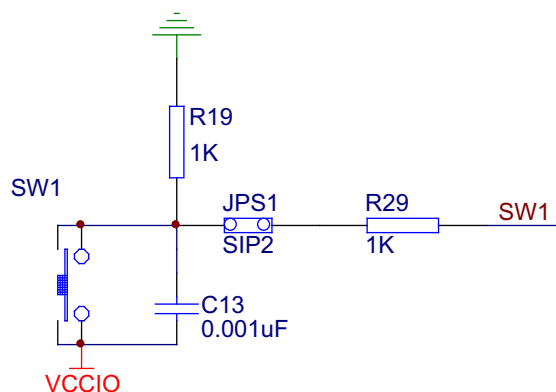 R19
1K
SW1
JPS1
R29
SW1
SIP2
1K
C13
0.001uF
VCCIO